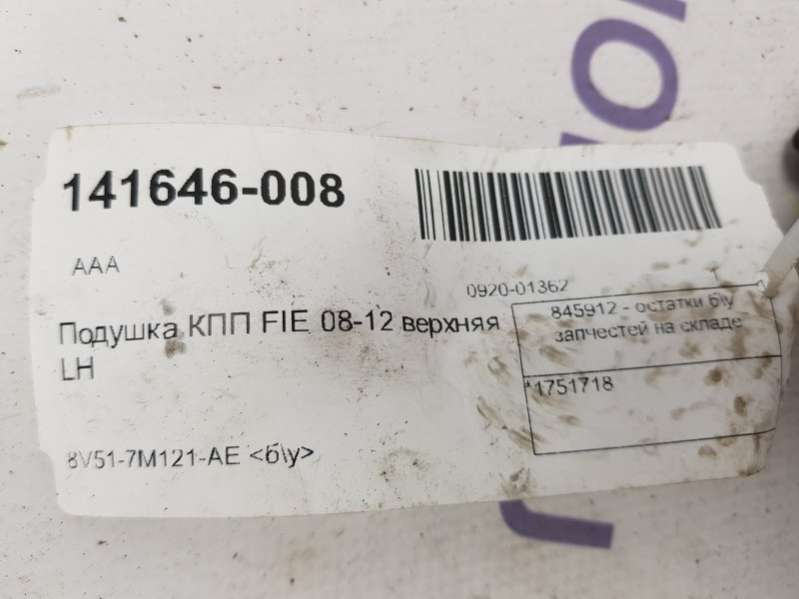 141646-008
AAA
0920-01362
845912 - остатки б\у
запчестей на складе
*1751718
Подушка КПП FIE 08-12 верхняя
LH
8V51-7M121-AE <б\у>